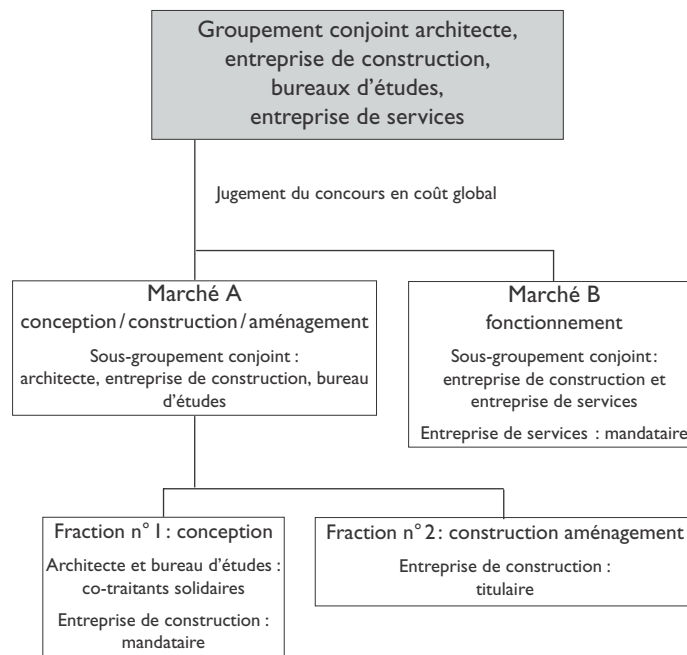 Groupement conjoint architecte,
entreprise de construction,
bureaux d'études,
entreprise de services
Jugement du concours en coût global
Marché A
conception/construction/aménagement
Sous-groupement conjoint :
architecte, entreprise de construction, bureau
d'études
Marché B
fonctionnement
Sous-groupement conjoint :
entreprise de construction et
entreprise de services
Entreprise de services : mandataire
Fraction n° 1 : conception
Architecte et bureau d'études :
co-traitants solidaires
Entreprise de construction :
mandataire
Fraction n° 2 : construction aménagement
Entreprise de construction :
titulaire